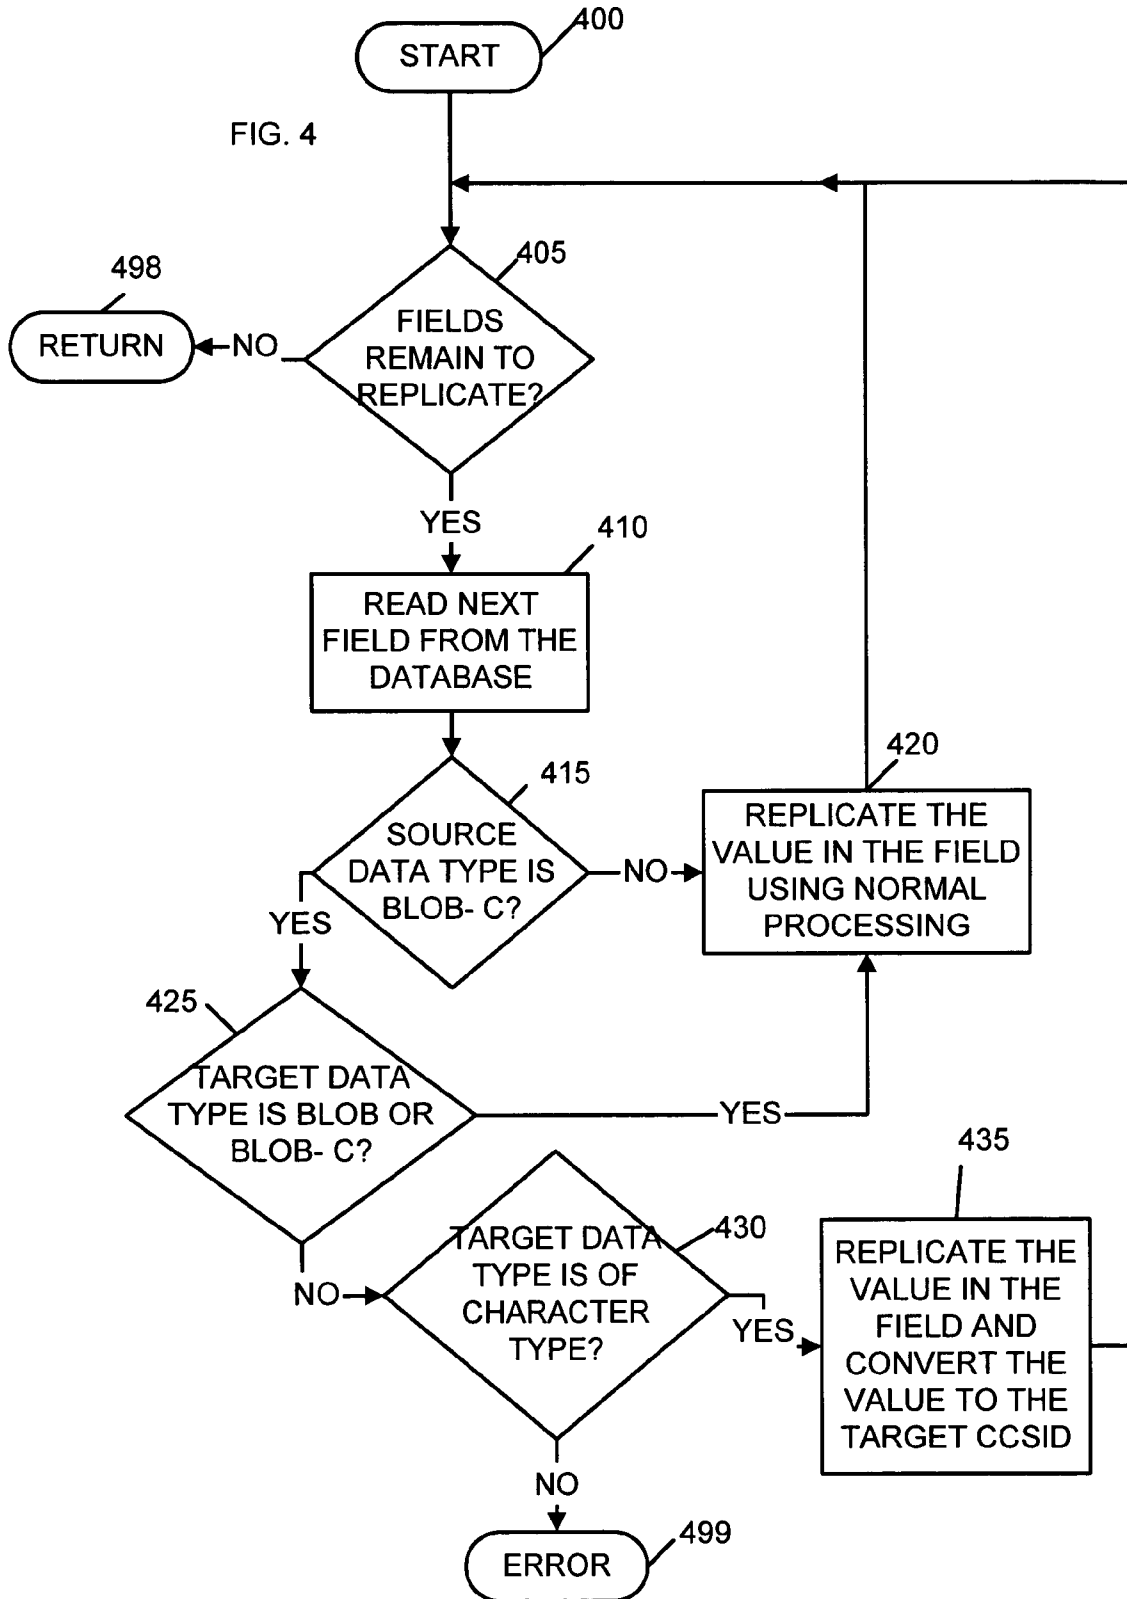 400
START
FIG. 4
405
498
FIELDS
REMAIN TO
REPLICATE?
RETURN
NO
YES
410
READ NEXT
FIELD FROM THE
DATABASE
415
SOURCE
DATA TYPE IS
BLOB- C?
NO
YES
420
REPLICATE THE
VALUE IN THE FIELD
USING NORMAL
PROCESSING
425
TARGET DATA
TYPE IS BLOB OR
BLOB- C?
YES
NO
430
TARGET DATA
TYPE IS OF
CHARACTER
TYPE?
YES
435
REPLICATE THE
VALUE IN THE
FIELD AND
CONVERT THE
VALUE TO THE
TARGET CCSID
NO
499
ERROR